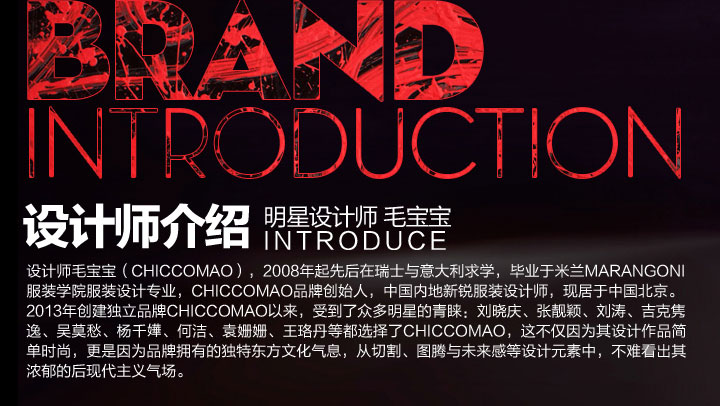 BRAND
INTRODUCTION
设计师介绍
明星设计师 毛宝宝
INTRODUCE
设计师毛宝宝（CHICCOMAO），2008年起先后在瑞士与意大利求学，毕业于米兰MARANGONI
服装学院服装设计专业，CHICCOMAO品牌创始人，中国内地新锐服装设计师，现居于中国北京。
2013年创建独立品牌CHICCOMAO以来，受到了众多明星的青睐：刘晓庆、张靓颖、刘涛、吉克隽
逸、吴莫愁、杨千嬅、何洁、袁姗姗、王珞丹等都选择了CHICCOMAO，这不仅因为其设计作品简
单时尚，更是因为品牌拥有的独特东方文化气息，从切割、图腾与未来感等设计元素中，不难看出其
浓郁的后现代主义气场。